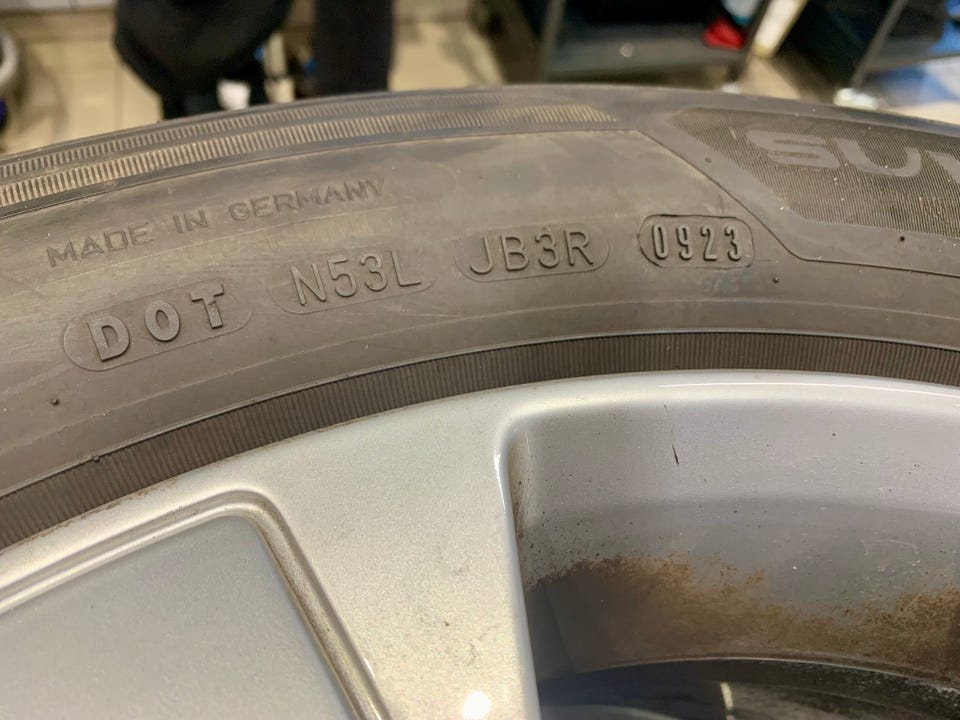 MADE IN GERMANY
DOT N53L JB3R 0923